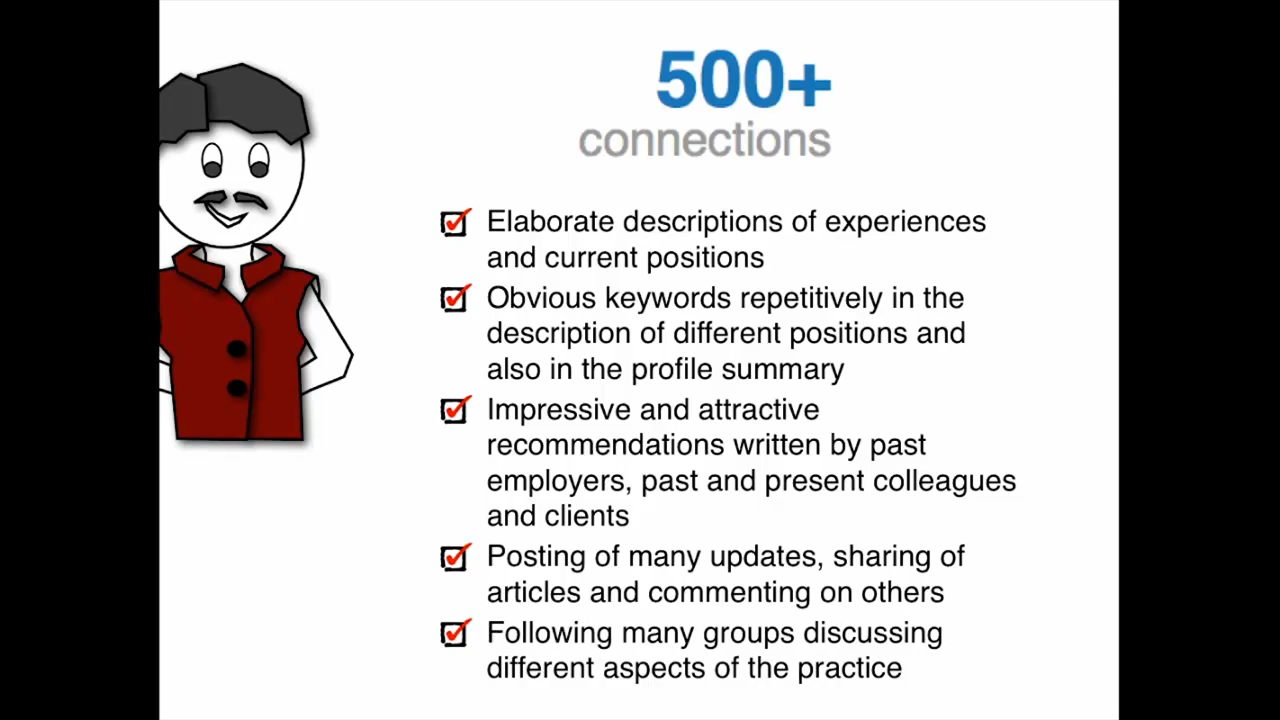 500+
connections
Elaborate descriptions of experiences
and current positions
Obvious keywords repetitively in the
description of different positions and
also in the profile summary
Impressive and attractive
recommendations written by past
employers, past and present colleagues
and clients
Posting of many updates, sharing of
articles and commenting on others
Following many groups discussing
different aspects of the practice